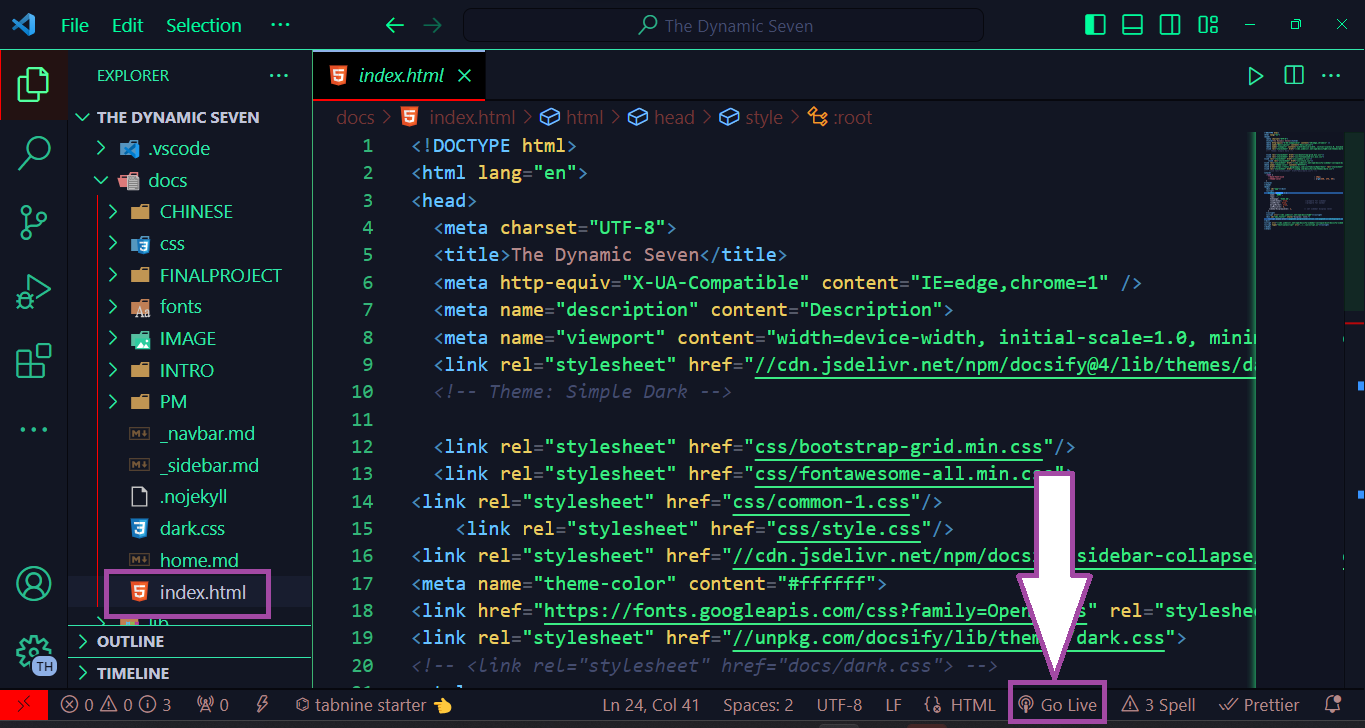 File Edit Selection ···
The Dynamic Seven
EXPLORER ···
index.html
THE DYNAMIC SEVEN
.vscode
docs
CHINESE
css
FINALPROJECT
fonts
IMAGE
INTRO
PM
_navbar.md
_sidebar.md
.nojekyll
dark.css
home.md
index.html
lib
OUTLINE
TIMELINE
TH
docs > index.html > html > head > style > :root
1 <!DOCTYPE html>
2 <html lang="en">
3 <head>
4 <meta charset="UTF-8">
5 <title>The Dynamic Seven</title>
6 <meta http-equiv="X-UA-Compatible" content="IE=edge,chrome=1" />
7 <meta name="description" content="Description">
8 <meta name="viewport" content="width=device-width, initial-scale=1.0, mini
9 <link rel="stylesheet" href="//cdn.jsdelivr.net/npm/docsify@4/lib/themes/d
10 <!-- Theme: Simple Dark -->
11
12 <link rel="stylesheet" href="css/bootstrap-grid.min.css"/>
13 <link rel="stylesheet" href="css/fontawesome-all.min.css">
14 <link rel="stylesheet" href="css/common-1.css"/>
15 <link rel="stylesheet" href="css/style.css"/>
16 <link rel="stylesheet" href="//cdn.jsdelivr.net/npm/docs sidebar-collapse/
17 <meta name="theme-color" content="#ffffff">
18 <link href="https://fonts.googleapis.com/css?family=Open s" rel="styleshe
19 <link rel="stylesheet" href="//unpkg.com/docsify/lib/them dark.css">
20 <!-- <link rel="stylesheet" href="docs/dark.css"> -->
0 0 3 0 tabnine starter 👈 Ln 24, Col 41 Spaces: 2 UTF-8 LF HTML Go Live 3 Spell Prettier